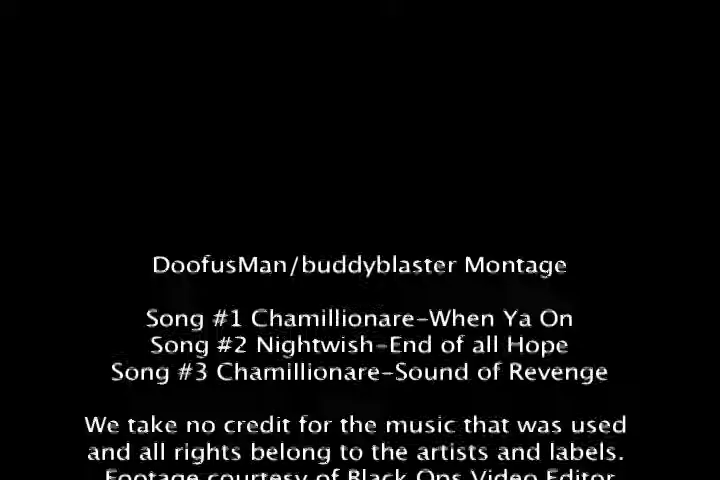 DoofusMan/buddyblaster Montage
Song #1 Chamillionare-When Ya On
Song #2 Nightwish-End of all Hope
Song #3 Chamillionare-Sound of Revenge
We take no credit for the music that was used
and all rights belong to the artists and labels.
Footage courtesy of Black Ops Video Editor